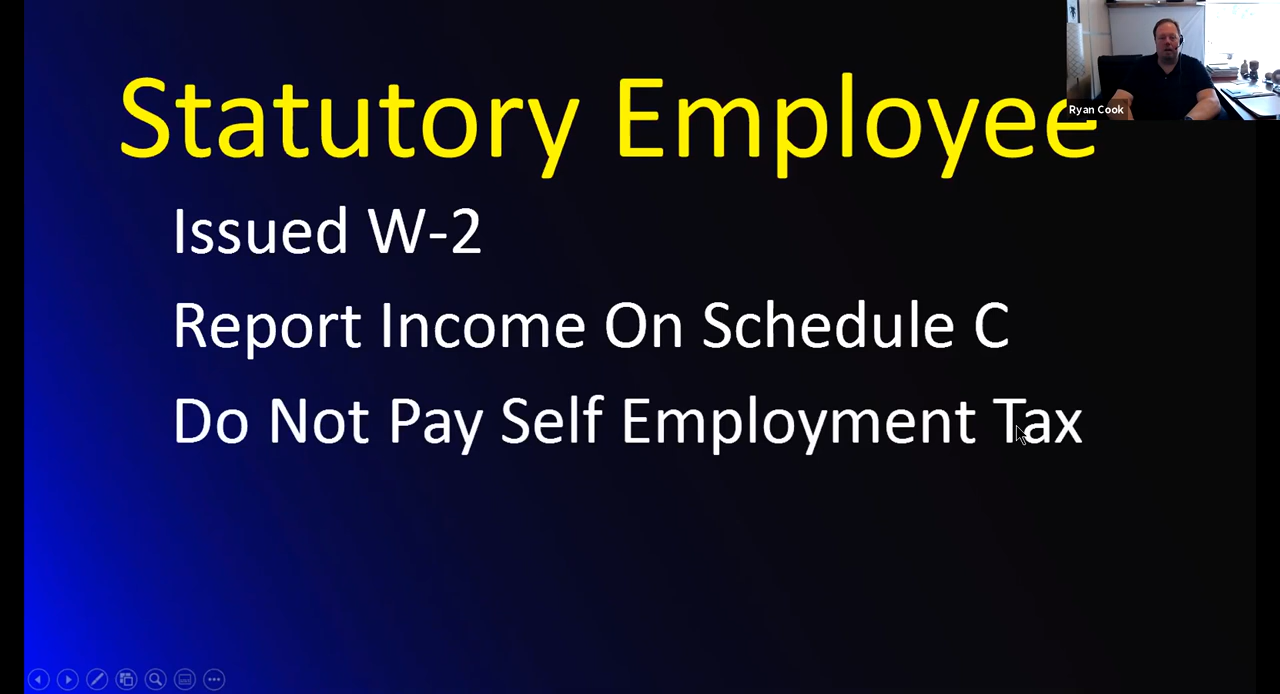 Statutory Employee
Ryan Cook
Issued W-2
Report Income On Schedule C
Do Not Pay Self Employment Tax